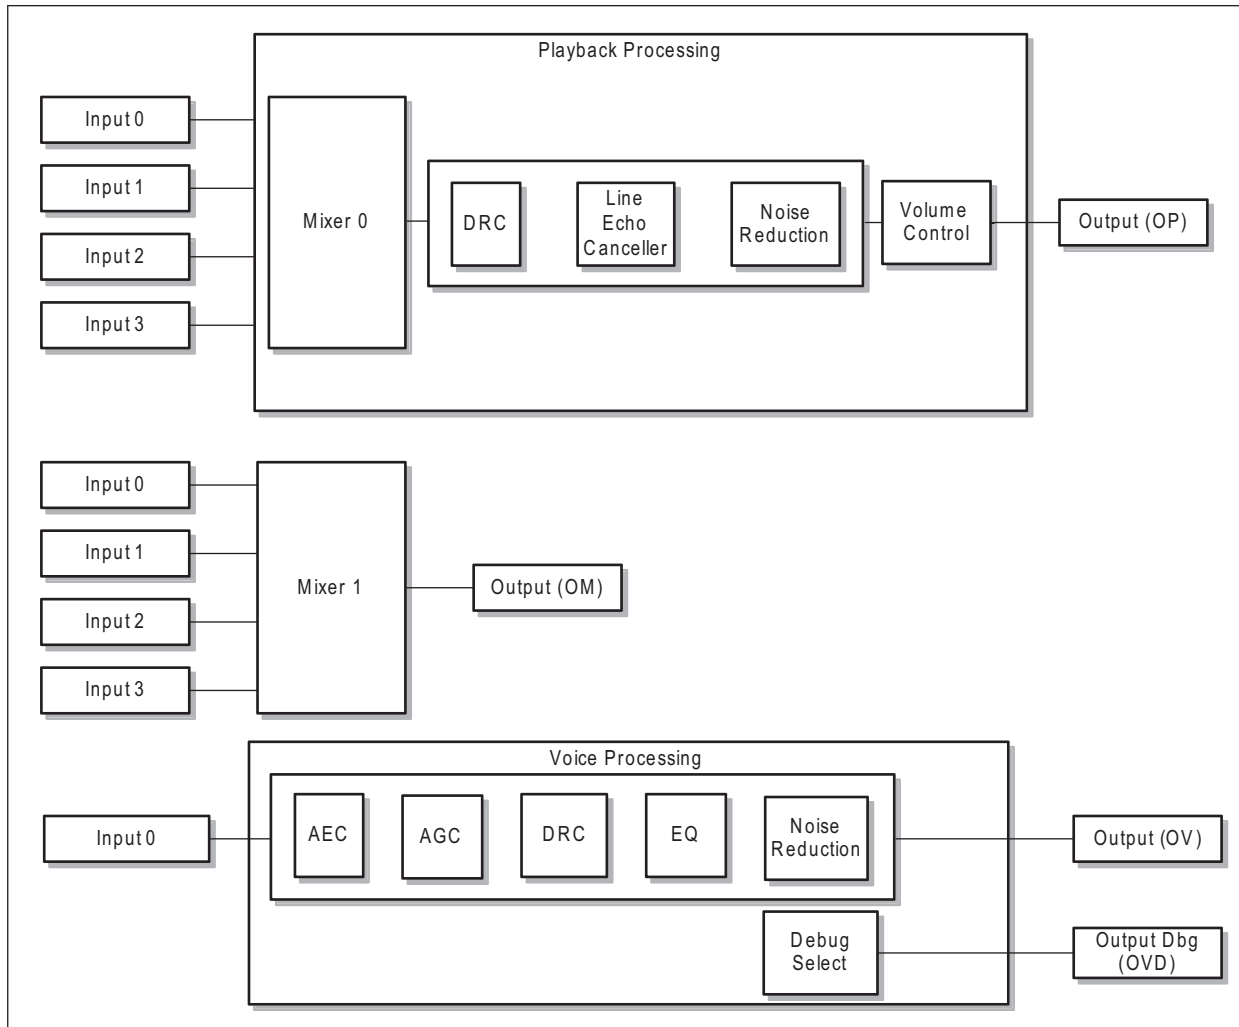 Playback Processing
Input 0
Input 1
Input 2
Input 3
Mixer 0
DRC
Line
Echo
Canceller
Noise
Reduction
Volume
Control
Output (OP)
Input 0
Input 1
Input 2
Input 3
Mixer 1
Output (OM)
Voice Processing
Input 0
AEC
AGC
DRC
EQ
Noise
Reduction
Output (OV)
Debug
Select
Output Dbg
(OVD)